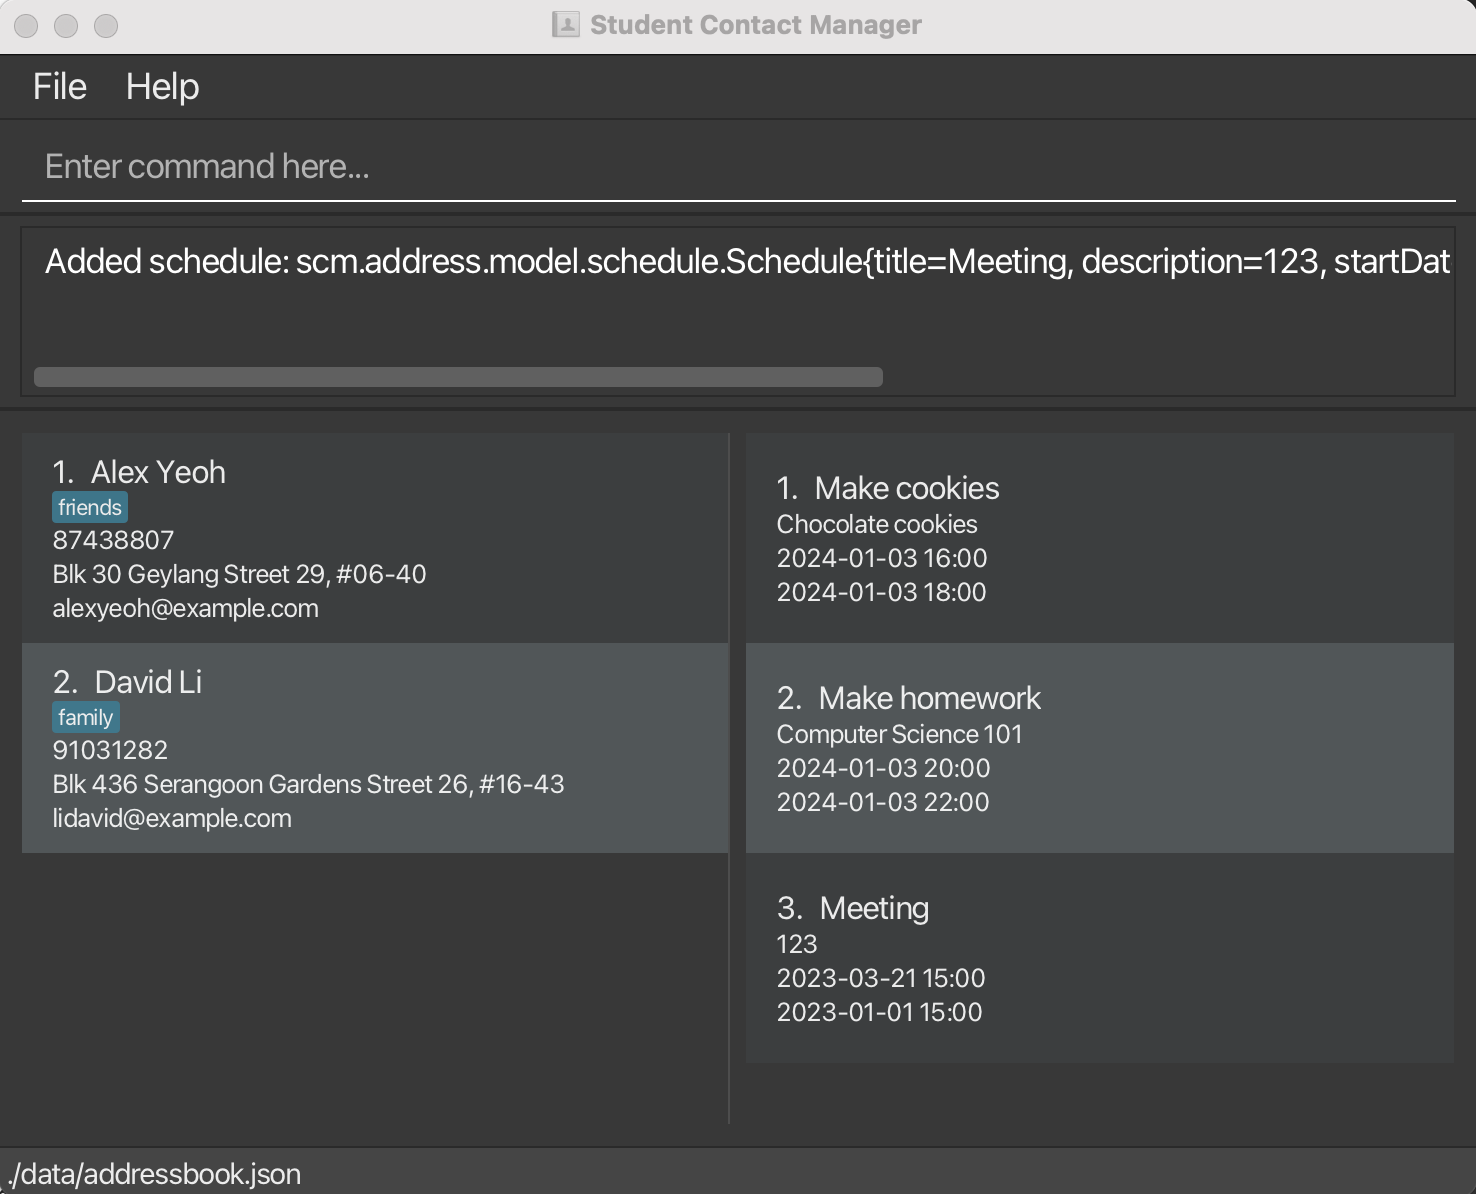 Student Contact Manager
File Help
Enter command here...
Added schedule: scm.address.model.schedule.Schedule{title=Meeting, description=123, startDat
1. Alex Yeoh
friends
87438807
Blk 30 Geylang Street 29, #06-40
alexyeoh@example.com
2. David Li
family
91031282
Blk 436 Serangoon Gardens Street 26, #16-43
lidavid@example.com
1. Make cookies
Chocolate cookies
2024-01-03 16:00
2024-01-03 18:00
2. Make homework
Computer Science 101
2024-01-03 20:00
2024-01-03 22:00
3. Meeting
123
2023-03-21 15:00
2023-01-01 15:00
./data/addressbook.json